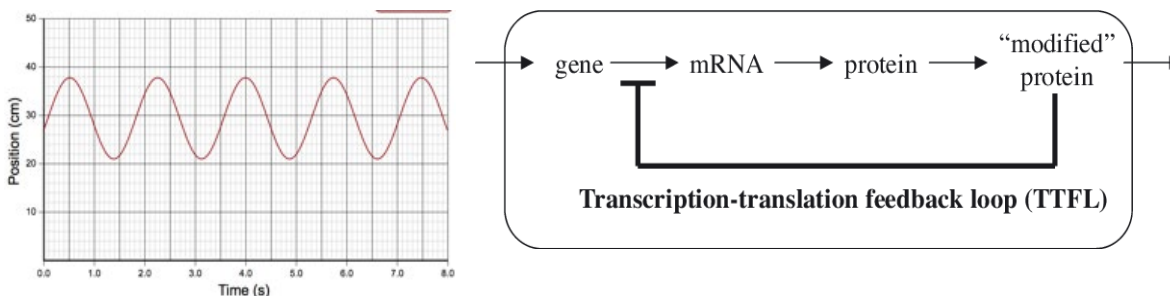 50
40
30
20
10
Position (cm)
0.0 1.0 2.0 3.0 4.0 5.0 6.0 7.0 8.0
Time (s)
gene mRNA protein “modified”
protein
Transcription-translation feedback loop (TTFL)